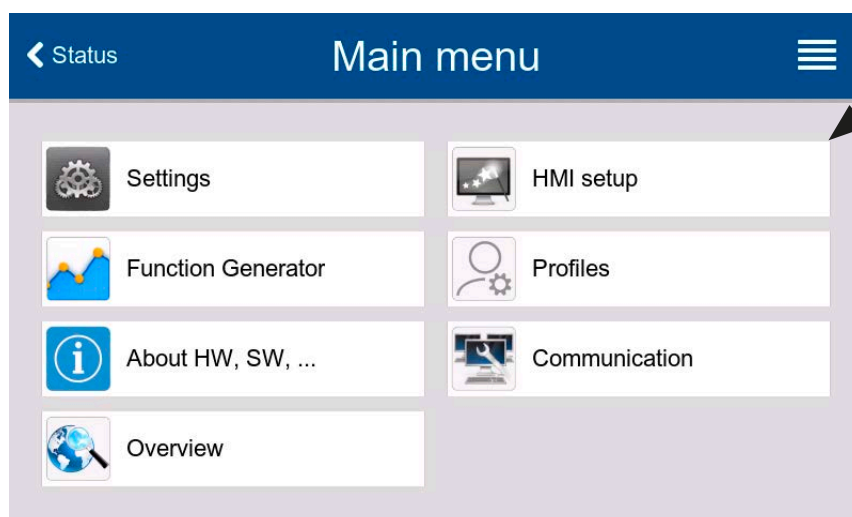 Status
Main menu
Settings
HMI setup
Function Generator
Profiles
About HW, SW, ...
Communication
Overview